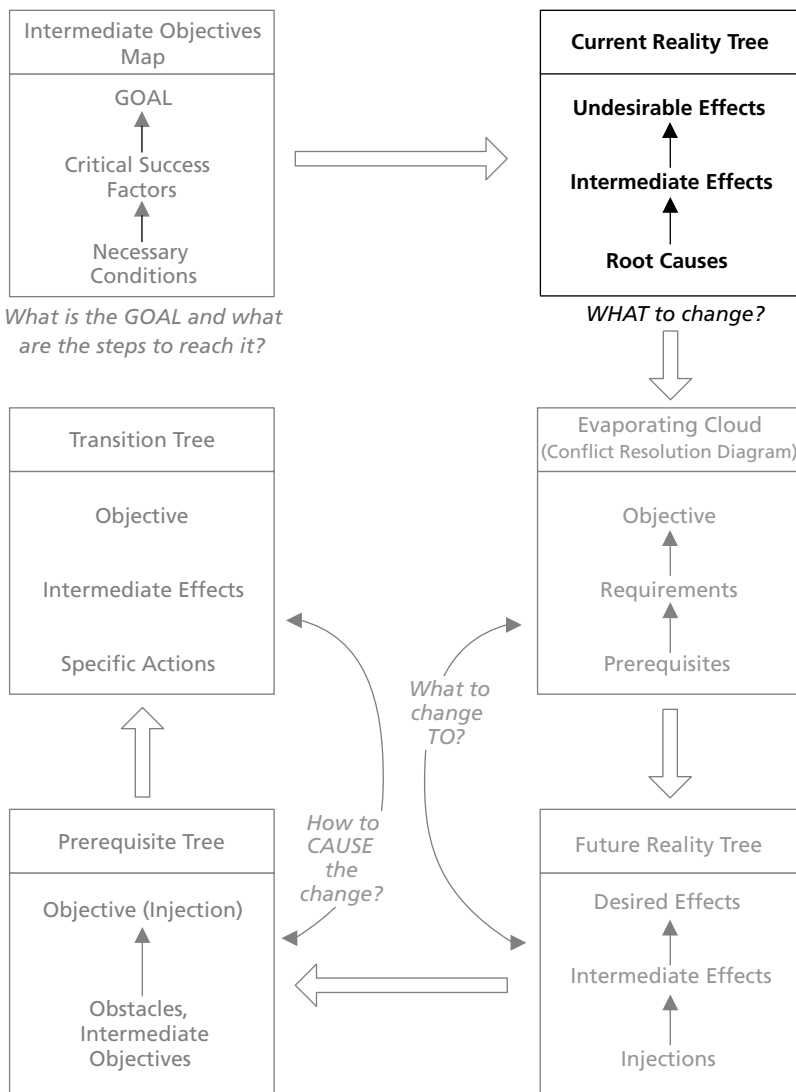 Intermediate Objectives
Map
GOAL
Critical Success
Factors
Necessary
Conditions
What is the GOAL and what
are the steps to reach it?
Current Reality Tree
Undesirable Effects
Intermediate Effects
Root Causes
WHAT to change?
Transition Tree
Objective
Intermediate Effects
Specific Actions
Evaporating Cloud
(Conflict Resolution Diagram)
Objective
Requirements
Prerequisites
What to
change
TO?
How to
CAUSE
the
change?
Prerequisite Tree
Objective (Injection)
Obstacles,
Intermediate
Objectives
Future Reality Tree
Desired Effects
Intermediate Effects
Injections